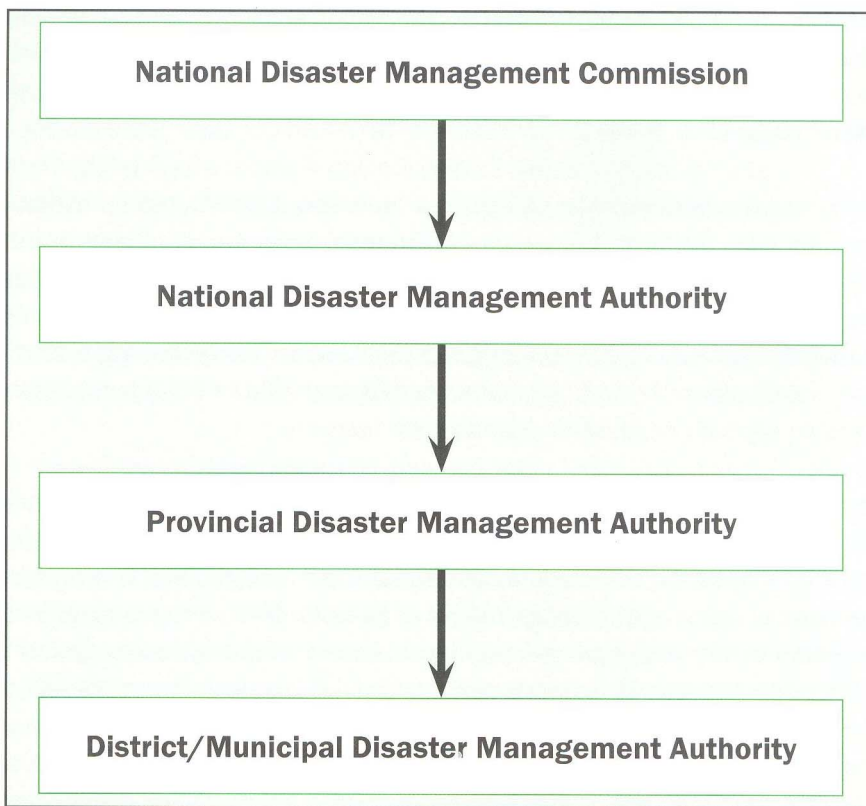 National Disaster Management Commission
National Disaster Management Authority
Provincial Disaster Management Authority
District/Municipal Disaster Management Authority